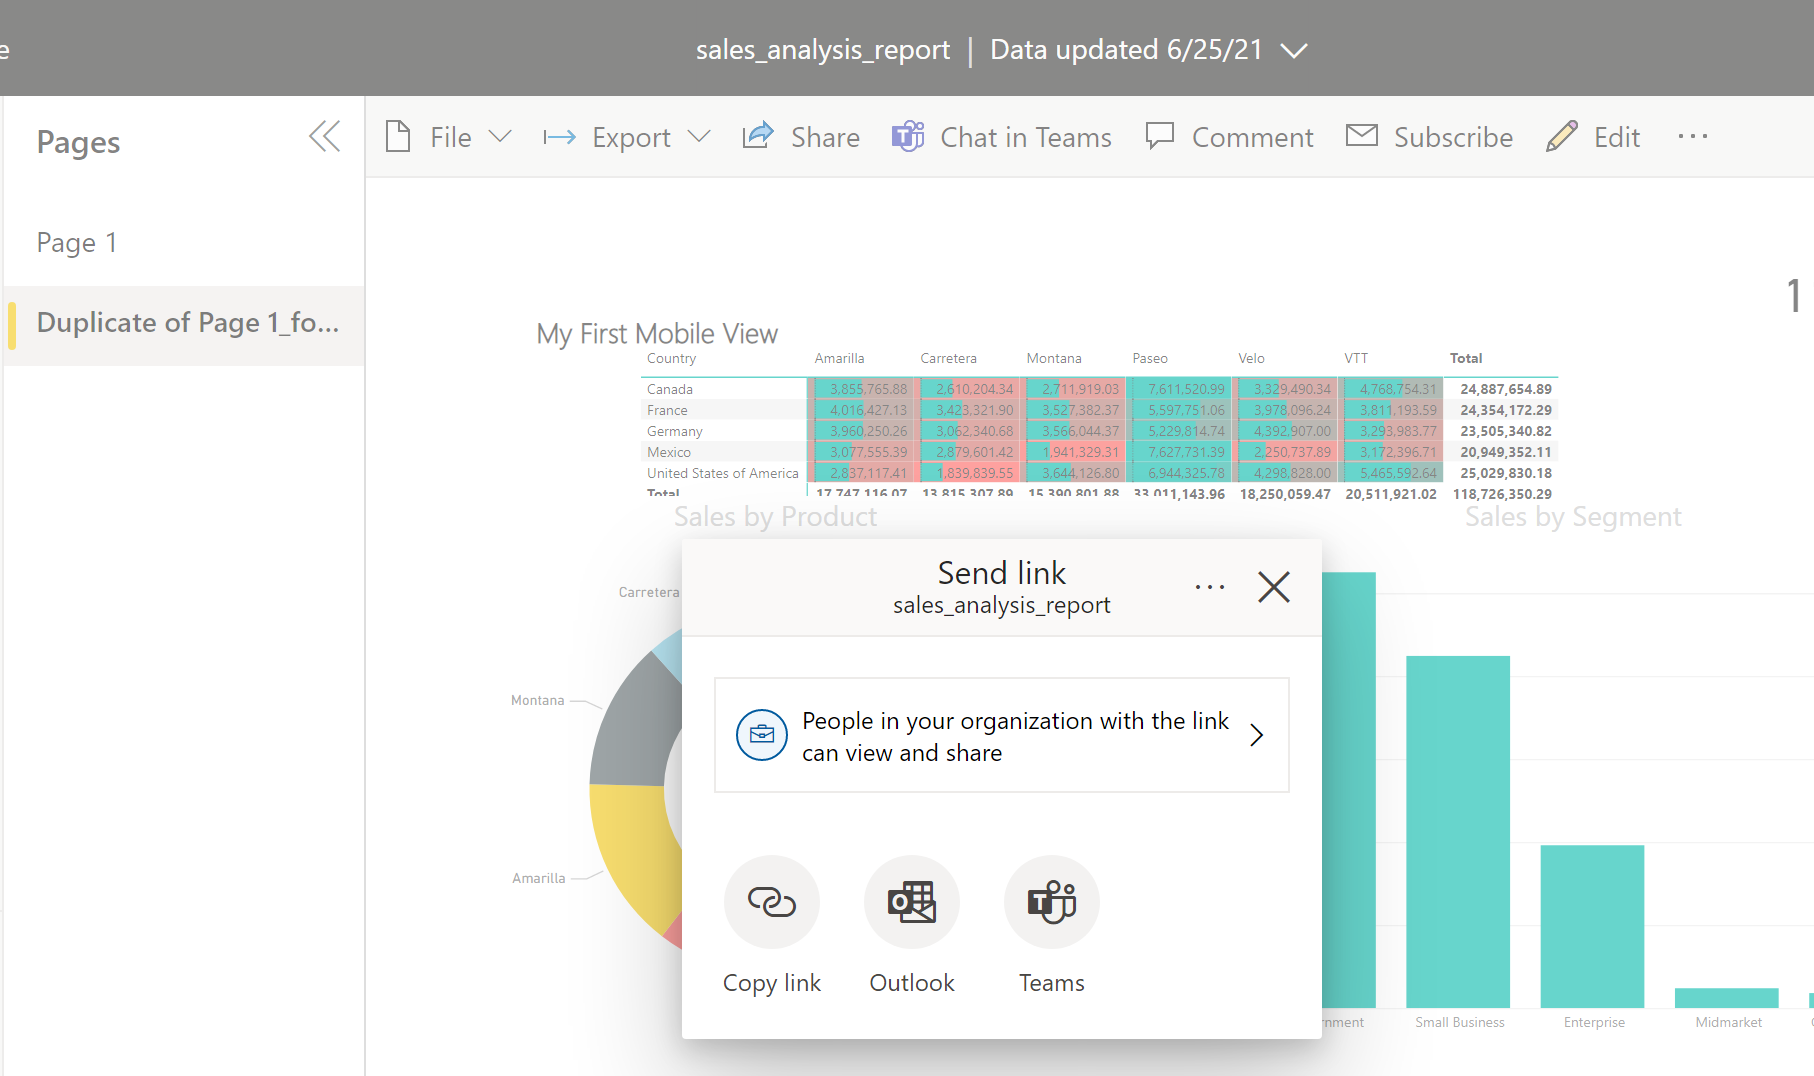 e
sales_analysis_report | Data updated 6/25/21
Pages
File Export Share Chat in Teams Comment Subscribe Edit ...
Page 1
Duplicate of Page 1_fo...
1
My First Mobile View
Country Amarilla Carretera Montana Paseo Velo VTT Total
Canada 3,855,765.88 2,610,204.34 2,711,919.03 7,611,520.99 3,329,490.34 4,768,754.31 24,887,654.89
France 4,016,427.13 3,423,321.90 3,527,382.37 5,597,751.06 3,978,096.24 3,811,193.59 24,354,172.29
Germany 3,960,250.26 3,062,340.68 3,566,044.37 5,229,814.74 4,392,907.00 3,293,983.77 23,505,340.82
Mexico 3,077,555.39 2,879,601.42 1,941,329.31 7,627,731.39 2,250,737.89 3,172,396.71 20,949,352.11
United States of America 2,837,117.41 1,839,839.55 3,644,126.80 6,944,325.78 4,298,828.00 5,465,592.64 25,029,830.18
Total 17,747,116.07 13,815,307.89 15,390,801.88 33,011,143.96 18,250,059.47 20,511,921.02 118,726,350.29
Sales by Product
Sales by Segment
Send link
sales_analysis_report
...
Carretera
Montana
Amarilla
People in your organization with the link
can view and share
Copy link Outlook Teams
rnment Small Business Enterprise Midmarket